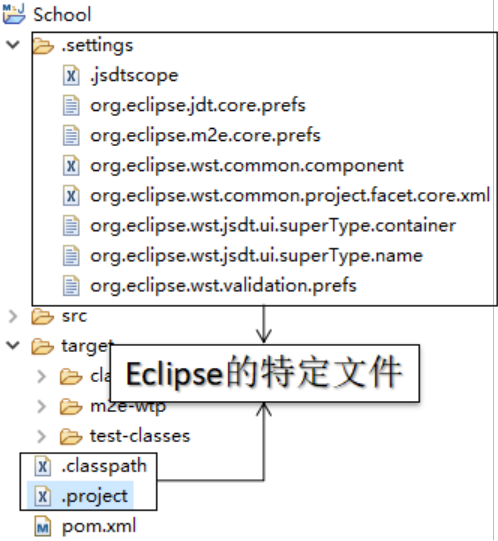 School
.settings
.jsdtscope
org.eclipse.jdt.core.prefs
org.eclipse.m2e.core.prefs
org.eclipse.wst.common.component
org.eclipse.wst.common.project.facet.core.xml
org.eclipse.wst.jsdt.ui.superType.container
org.eclipse.wst.jsdt.ui.superType.name
org.eclipse.wst.validation.prefs
src
target
Eclipse的特定文件
m2e-wtp
test-classes
.classpath
.project
pom.xml